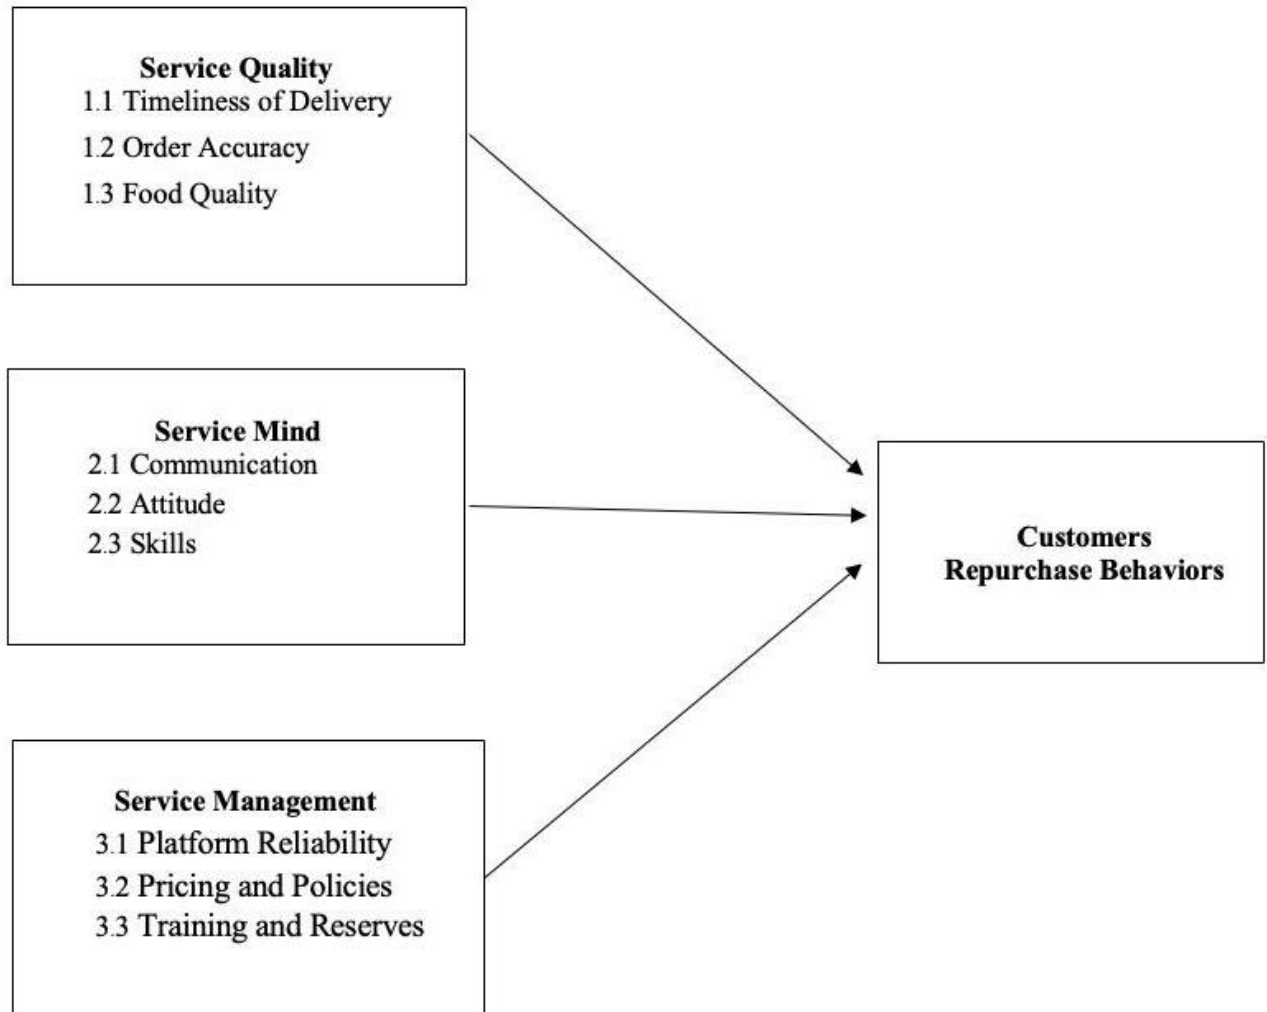 Service Quality
1.1 Timeliness of Delivery
1.2 Order Accuracy
1.3 Food Quality
Service Mind
2.1 Communication
2.2 Attitude
2.3 Skills
Service Management
3.1 Platform Reliability
3.2 Pricing and Policies
3.3 Training and Reserves
Customers
Repurchase Behaviors